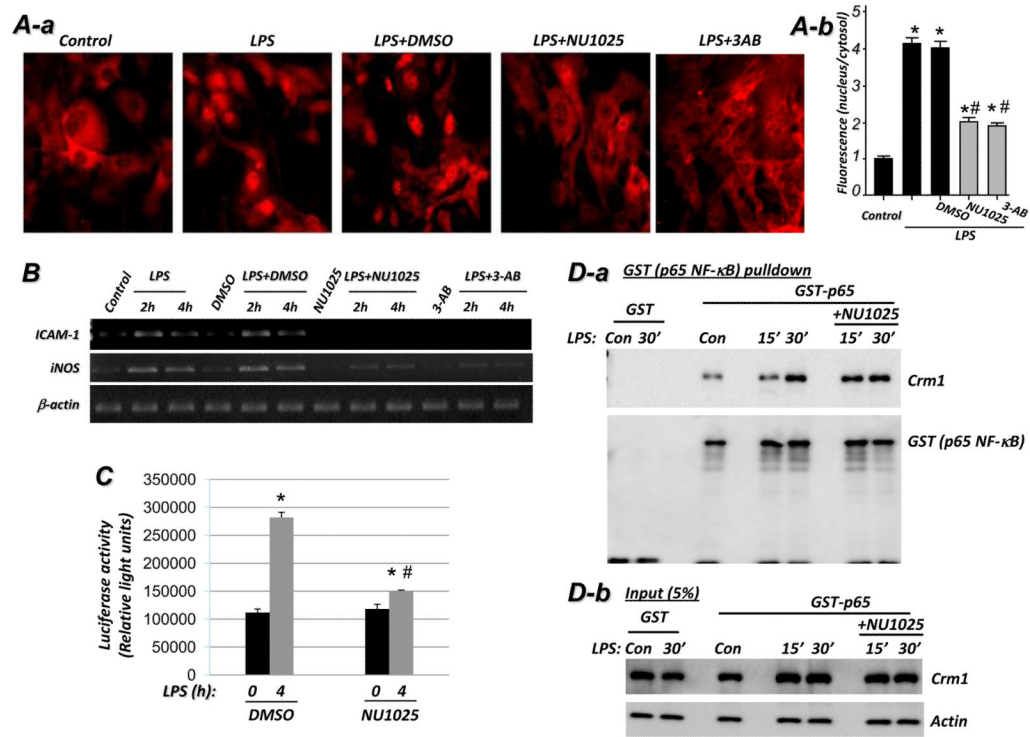 A-a
Control LPS LPS+DMSO LPS+NU1025 LPS+3AB
A-b
Fluorescence (nucleus/cytosol)
5
4
3
2
1
0
* * *# *#
Control DMSO NU1025 3-AB
LPS
B
Control LPS DMSO LPS+DMSO NU1025 LPS+NU1025 3-AB LPS+3-AB
2h 4h 2h 4h 2h 4h 2h 4h
ICAM-1
iNOS
β-actin
C
Luciferase activity
(Relative light units)
350000
300000
250000
200000
150000
100000
50000
0
* * #
LPS (h): 0 4 0 4
DMSO NU1025
D-a GST (p65 NF-κB) pulldown
GST-p65
GST +NU1025
LPS: Con 30' Con 15' 30' 15' 30'
Crm1
GST (p65 NF-κB)
D-b Input (5%)
GST-p65
GST +NU1025
LPS: Con 30' Con 15' 30' 15' 30'
Crm1
Actin